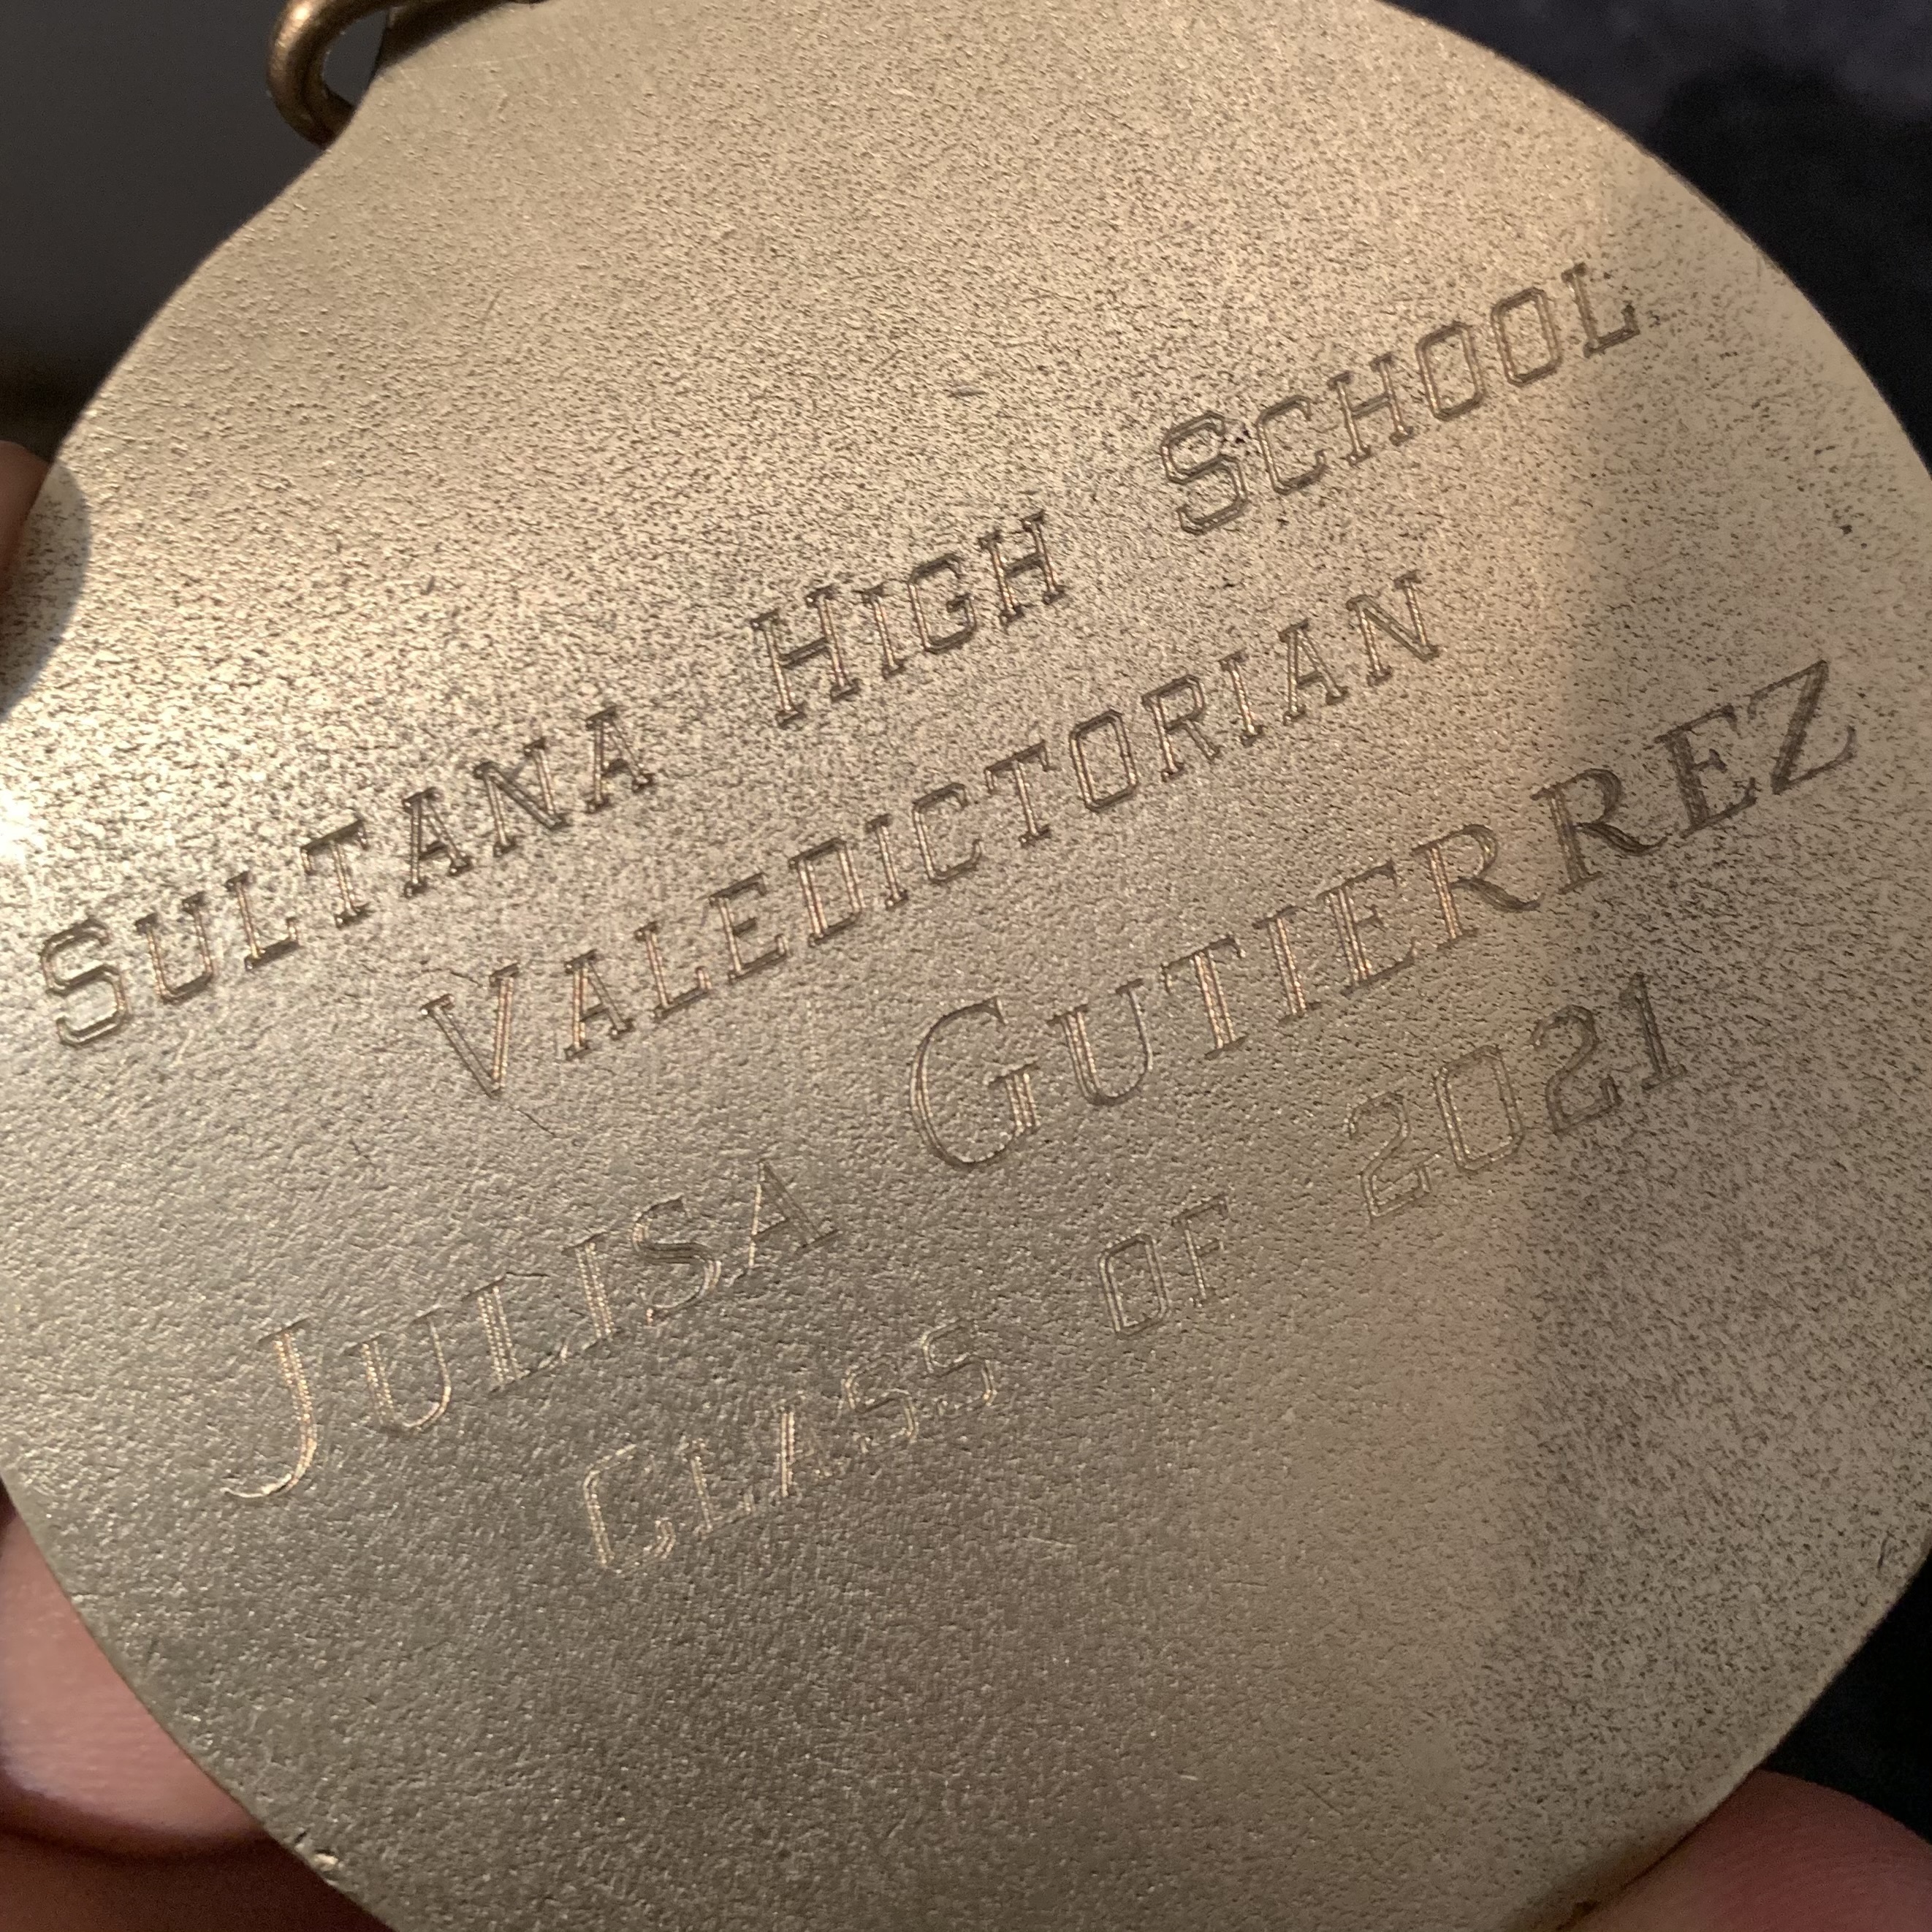 SULTANA HIGH SCHOOL
VALEDICTORIAN
JULISA GUTIERREZ
CLASS OF 2021